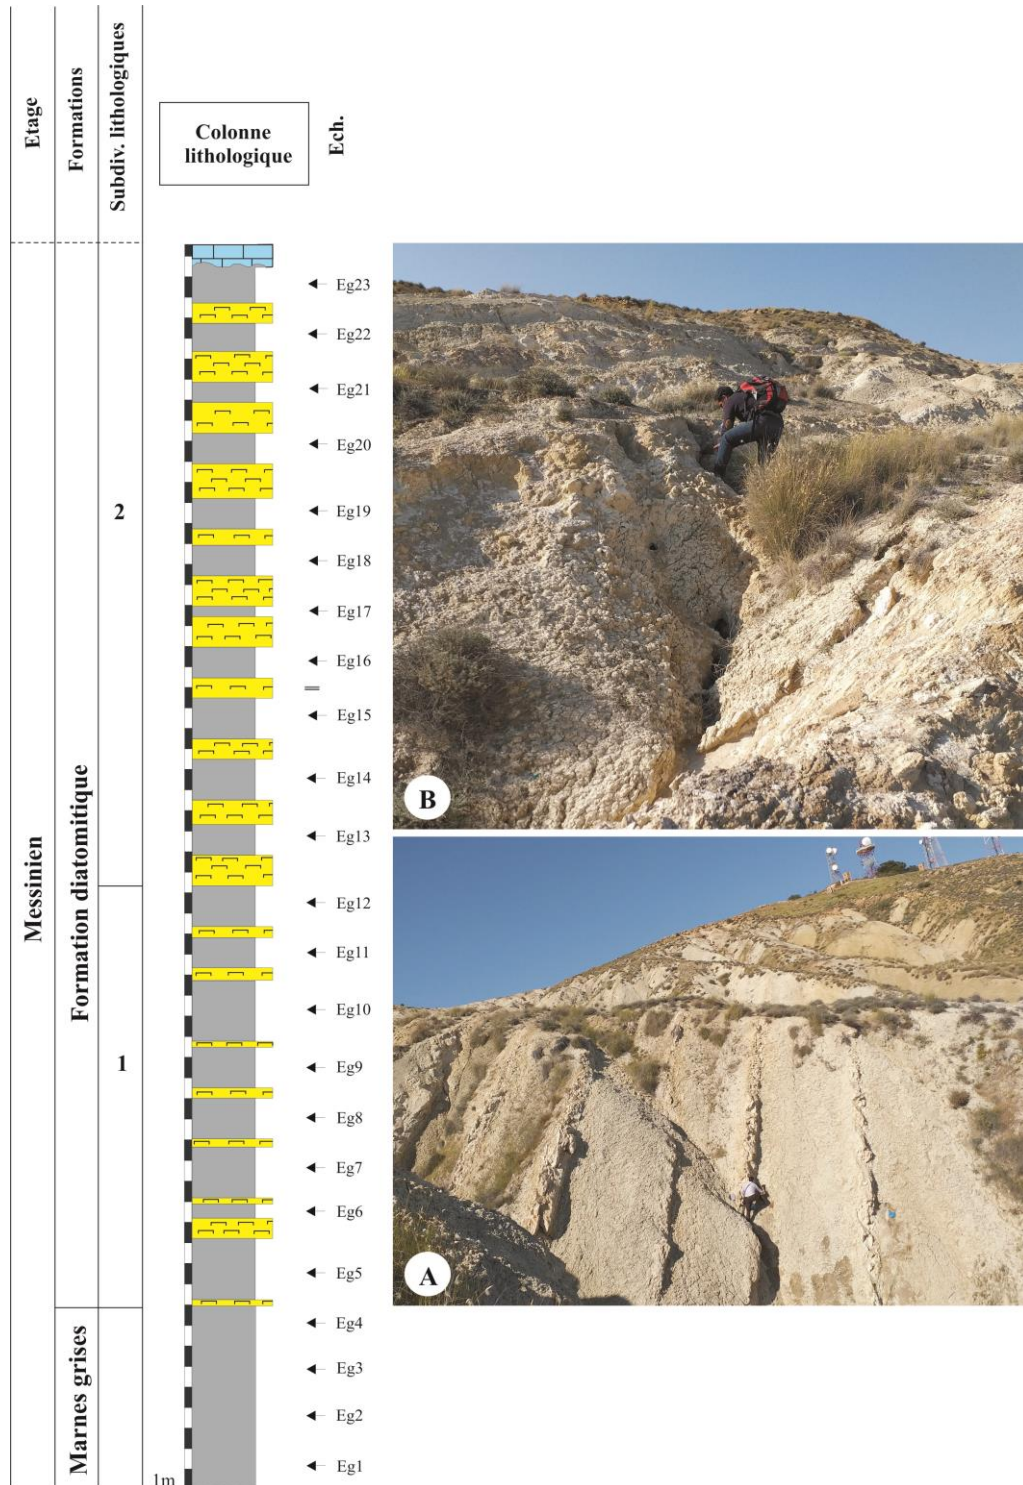 Etage
Formations
Subdiv. lithologiques
Colonne
lithologique
Ech.
Messinien
Formation diatomitique
Marnes grises
2
1
Eg23
Eg22
Eg21
Eg20
Eg19
Eg18
Eg17
Eg16
Eg15
Eg14
Eg13
Eg12
Eg11
Eg10
Eg9
Eg8
Eg7
Eg6
Eg5
Eg4
Eg3
Eg2
Eg1
1m
B
A